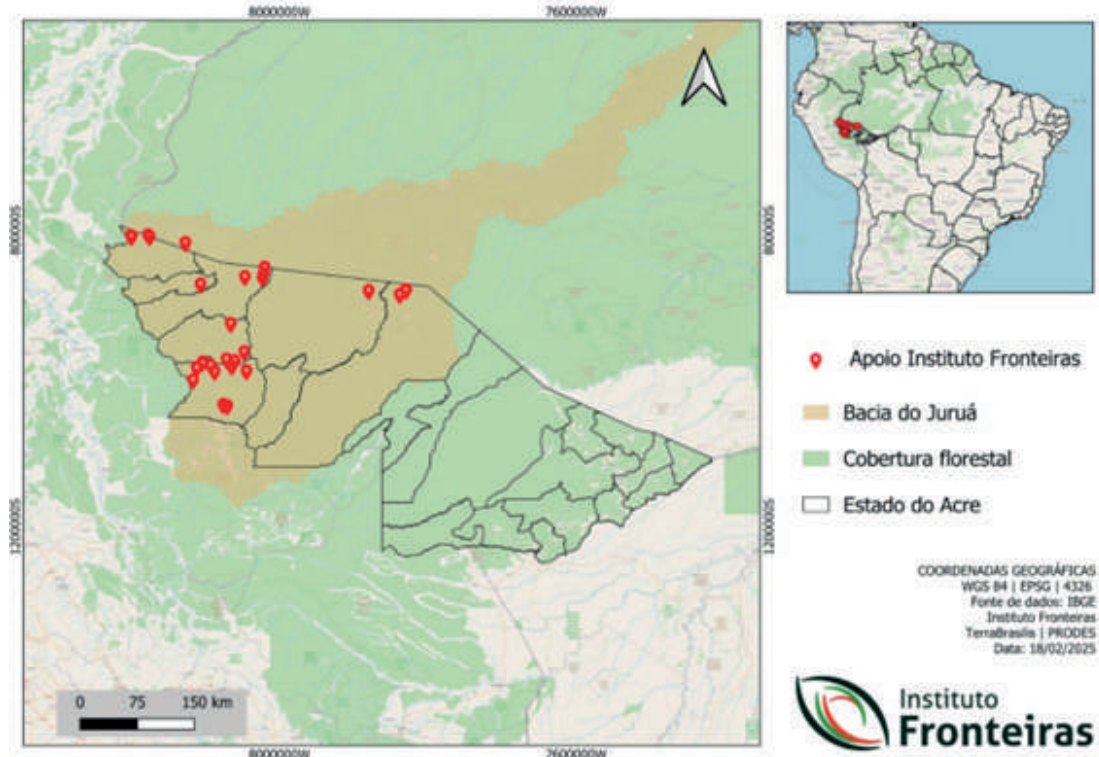 8000000W
7600000W
8000000S
8000000S
1200000S
1200000S
0 75 150 km
8000000W
7600000W
Apoio Instituto Fronteiras
Bacia do Juruá
Cobertura florestal
Estado do Acre
COORDENADAS GEOGRÁFICAS
WGS 84 | EPSG | 4326
Fonte de dados: IBGE
Instituto Fronteiras
TerraBrasilis | PRODES
Data: 18/02/2025
Instituto
Fronteiras